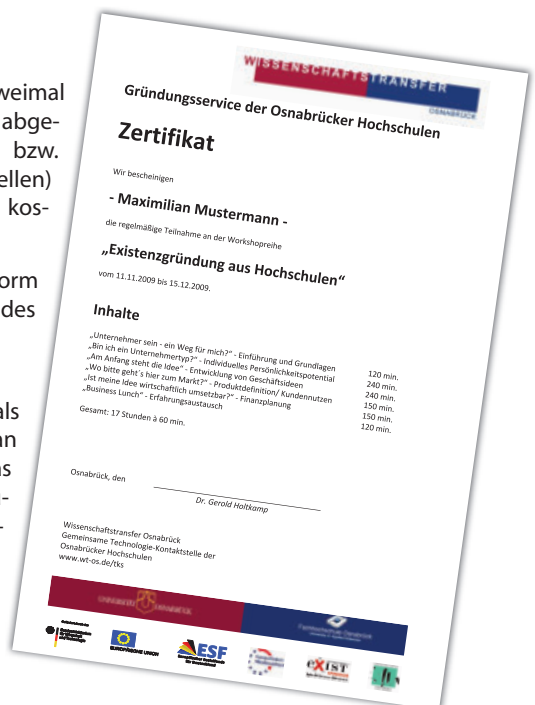 weimal
abge-
bzw.
ellen)
kos-
orm
des
als
an
as
WISSENSCHAFTSTRANSFER
OSNABRÜCK
Gründungsservice der Osnabrücker Hochschulen
Zertifikat
Wir bescheinigen
- Maximilian Mustermann -
die regelmäßige Teilnahme an der Workshopreihe
„Existenzgründung aus Hochschulen“
vom 11.11.2009 bis 15.12.2009.
Inhalte
„Unternehmer sein - ein Weg für mich?“ - Einführung und Grundlagen 120 min.
„Bin ich ein Unternehmertyp?“ - Individuelles Persönlichkeitspotential 240 min.
„Am Anfang steht die Idee“ - Entwicklung von Geschäftsideen 240 min.
„Wo bitte geht´s hier zum Markt?“ - Produktdefinition/ Kundennutzen 150 min.
„Ist meine Idee wirtschaftlich umsetzbar?“ - Finanzplanung 150 min.
„Business Lunch“ - Erfahrungsaustausch 120 min.
Gesamt: 17 Stunden à 60 min.
Osnabrück, den
Dr. Gerold Holtkamp
Wissenschaftstransfer Osnabrück
Gemeinsame Technologie-Kontaktstelle der
Osnabrücker Hochschulen
www.wt-os.de/tks
UNIVERSITÄT OSNABRÜCK
Fachhochschule Osnabrück
EUROPÄISCHE UNION
ESF
EXIST